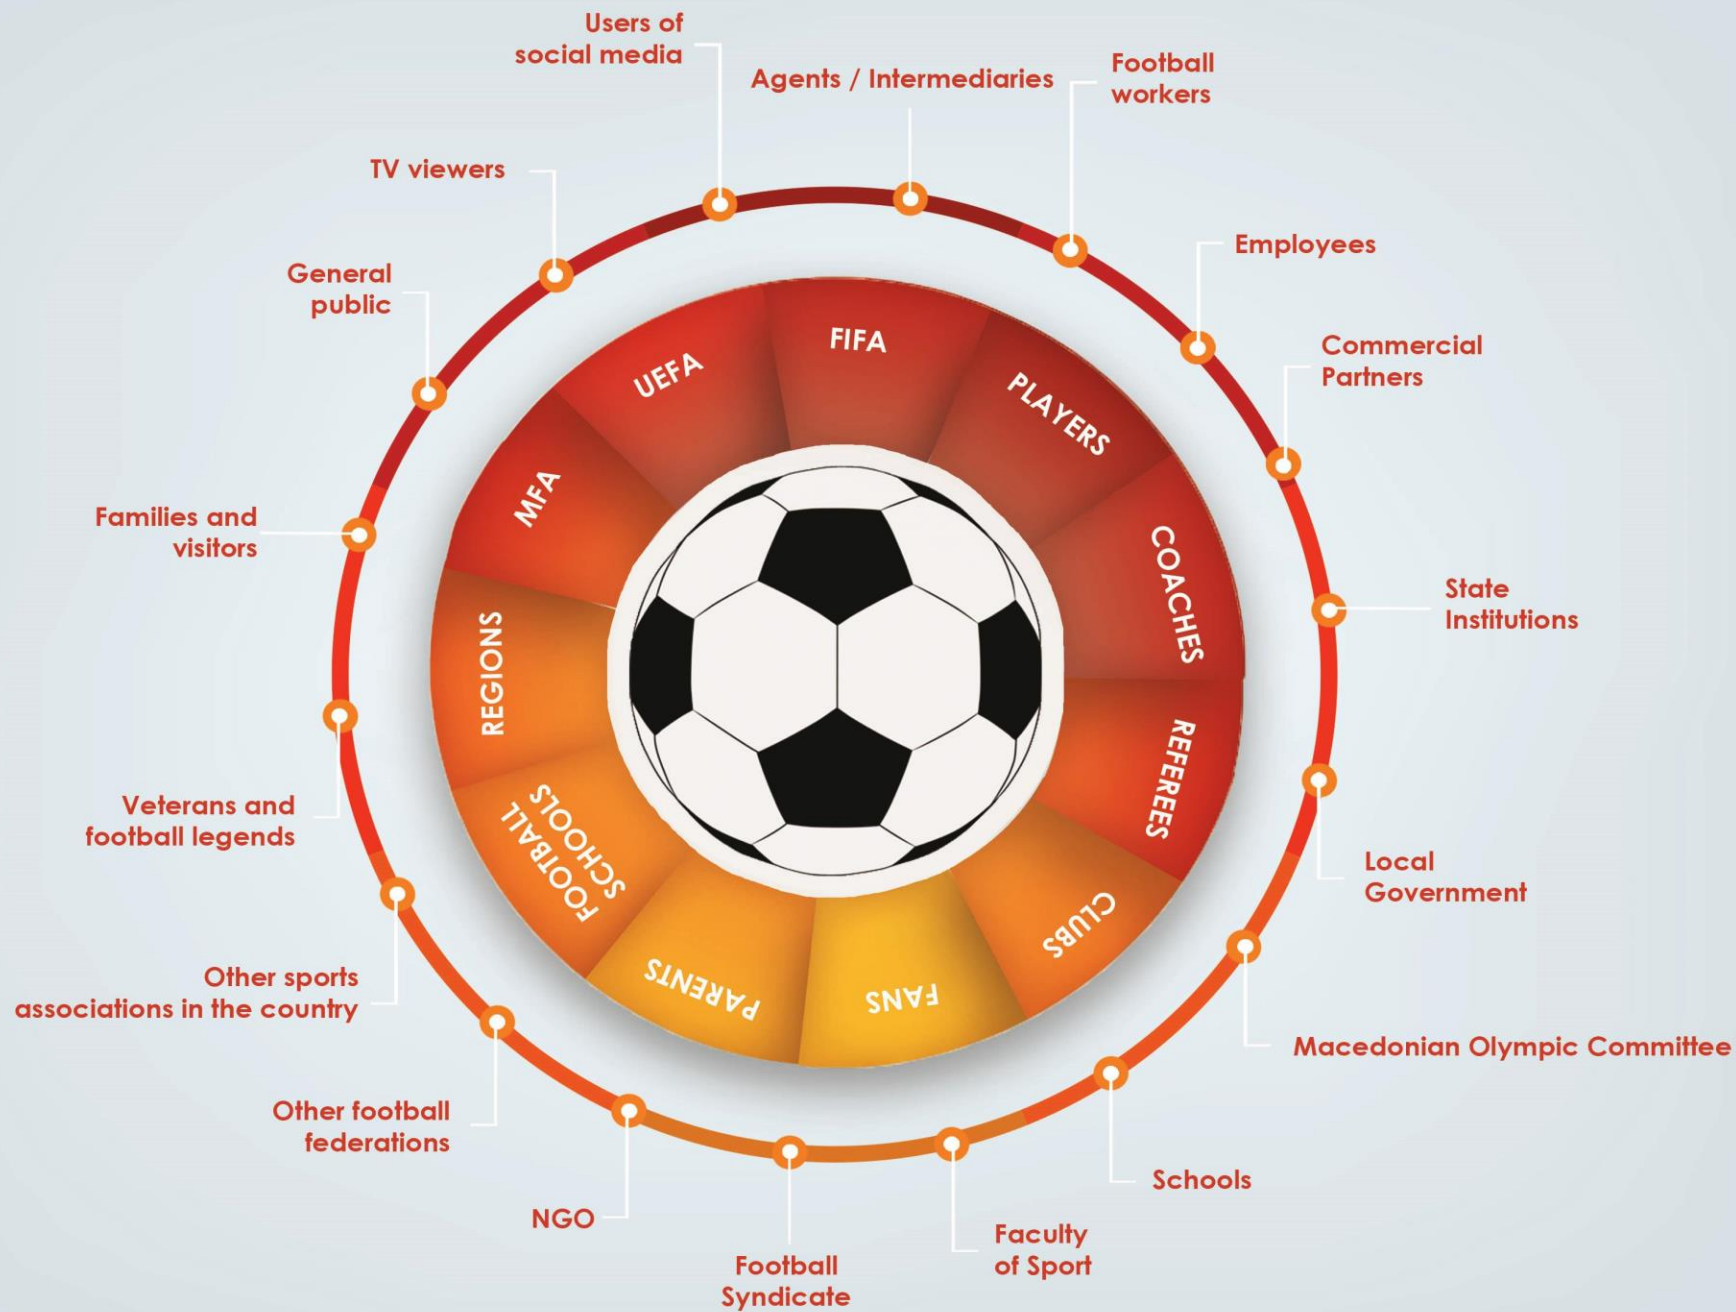 Users of
social media
Agents / Intermediaries
Football
workers
TV viewers
Employees
General
public
Commercial
Partners
FIFA
UEFA
PLAYERS
MFA
COACHES
Families and
visitors
State
Institutions
REGIONS
REFEREES
Veterans and
football legends
FOOTBALL
SCHOOLS
Local
Government
CLUBS
PARENTS
FANS
Other sports
associations in the country
Macedonian Olympic Committee
Other football
federations
Schools
NGO
Faculty
of Sport
Football
Syndicate